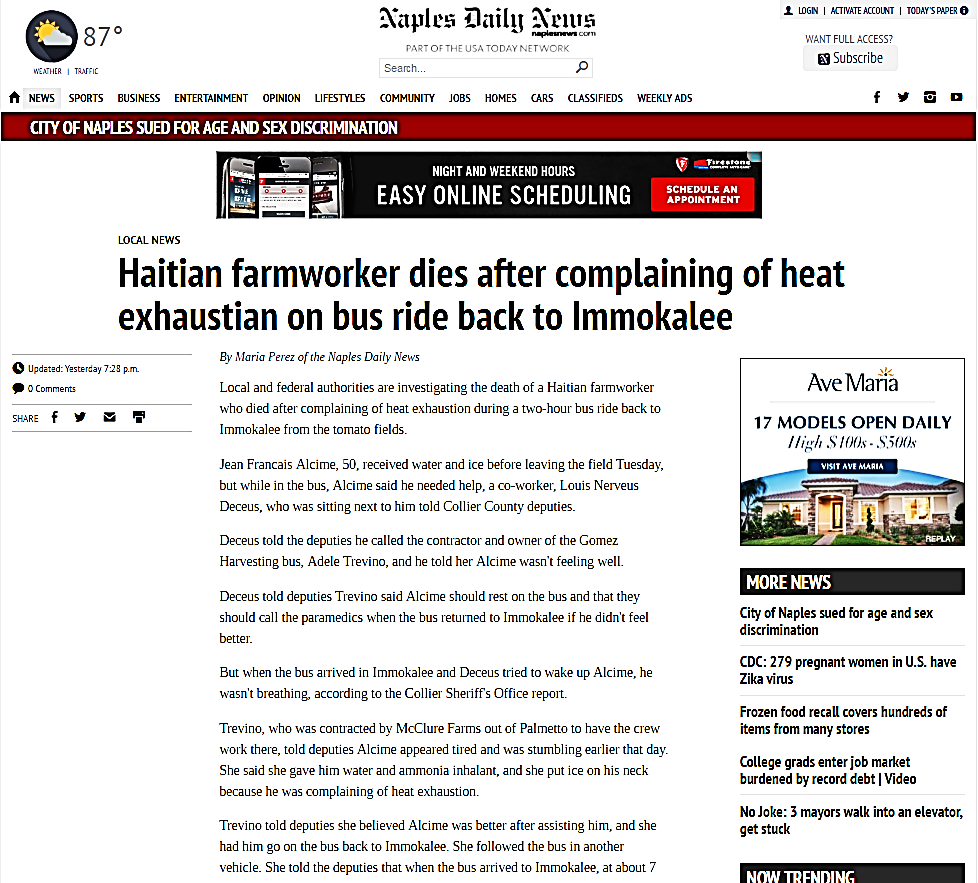 87°
WEATHER | TRAFFIC
Naples Daily News
naplesnews.com
PART OF THE USA TODAY NETWORK
Search...
LOGIN | ACTIVATE ACCOUNT | TODAY'S PAPER
WANT FULL ACCESS?
Subscribe
NEWS SPORTS BUSINESS ENTERTAINMENT OPINION LIFESTYLES COMMUNITY JOBS HOMES CARS CLASSIFIEDS WEEKLY ADS
CITY OF NAPLES SUED FOR AGE AND SEX DISCRIMINATION
NIGHT AND WEEKEND HOURS
EASY ONLINE SCHEDULING
Firestone
COMPLETE AUTO CARE
SCHEDULE AN
APPOINTMENT
LOCAL NEWS
Haitian farmworker dies after complaining of heat
exhaustian on bus ride back to Immokalee
Updated: Yesterday 7:28 p.m.
0 Comments
SHARE
By Maria Perez of the Naples Daily News
Local and federal authorities are investigating the death of a Haitian farmworker
who died after complaining of heat exhaustion during a two-hour bus ride back to
Immokalee from the tomato fields.
Jean Francais Alcime, 50, received water and ice before leaving the field Tuesday,
but while in the bus, Alcime said he needed help, a co-worker, Louis Nerveus
Deceus, who was sitting next to him told Collier County deputies.
Deceus told the deputies he called the contractor and owner of the Gomez
Harvesting bus, Adele Trevino, and he told her Alcime wasn't feeling well.
Deceus told deputies Trevino said Alcime should rest on the bus and that they
should call the paramedics when the bus returned to Immokalee if he didn't feel
better.
But when the bus arrived in Immokalee and Deceus tried to wake up Alcime, he
wasn't breathing, according to the Collier Sheriff's Office report.
Trevino, who was contracted by McClure Farms out of Palmetto to have the crew
work there, told deputies Alcime appeared tired and was stumbling earlier that day.
She said she gave him water and ammonia inhalant, and she put ice on his neck
because he was complaining of heat exhaustion.
Trevino told deputies she believed Alcime was better after assisting him, and she
had him go on the bus back to Immokalee. She followed the bus in another
vehicle. She told the deputies that when the bus arrived to Immokalee, at about 7
Ave Maria
17 MODELS OPEN DAILY
High $100s - $500s
VISIT AVE MARIA
REPLAY
MORE NEWS
City of Naples sued for age and sex
discrimination
CDC: 279 pregnant women in U.S. have
Zika virus
Frozen food recall covers hundreds of
items from many stores
College grads enter job market
burdened by record debt | Video
No Joke: 3 mayors walk into an elevator,
get stuck
NOW TRENDING